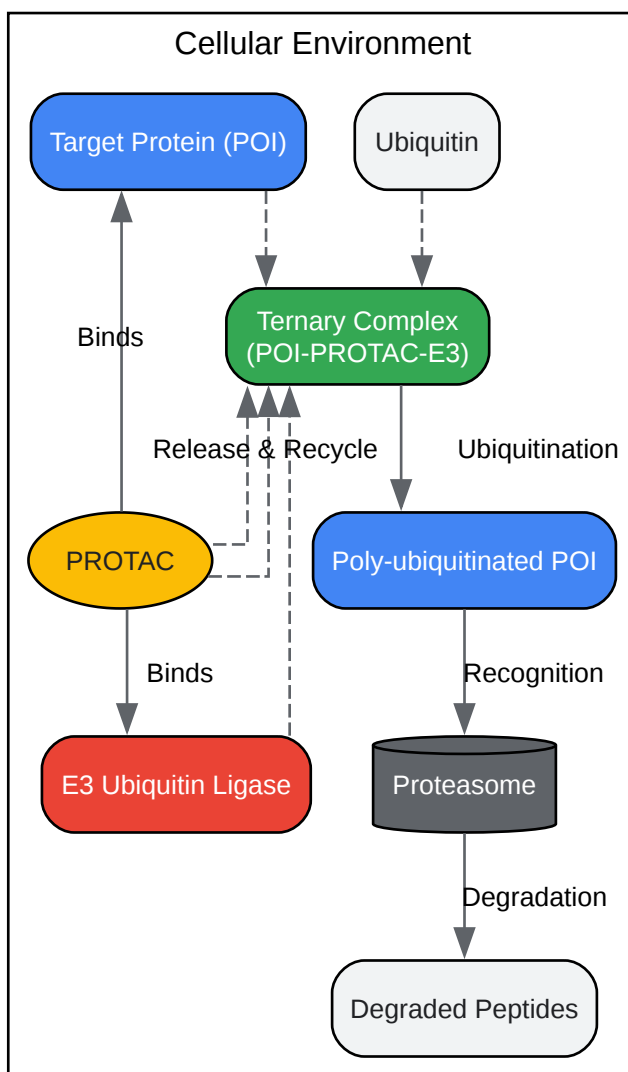 Cellular Environment
Target Protein (POI)
Ubiquitin
Binds
Ternary Complex
(POI-PROTAC-E3)
Release & Recycle
Ubiquitination
PROTAC
Poly-ubiquitinated POI
Binds
Recognition
E3 Ubiquitin Ligase
Proteasome
Degradation
Degraded Peptides